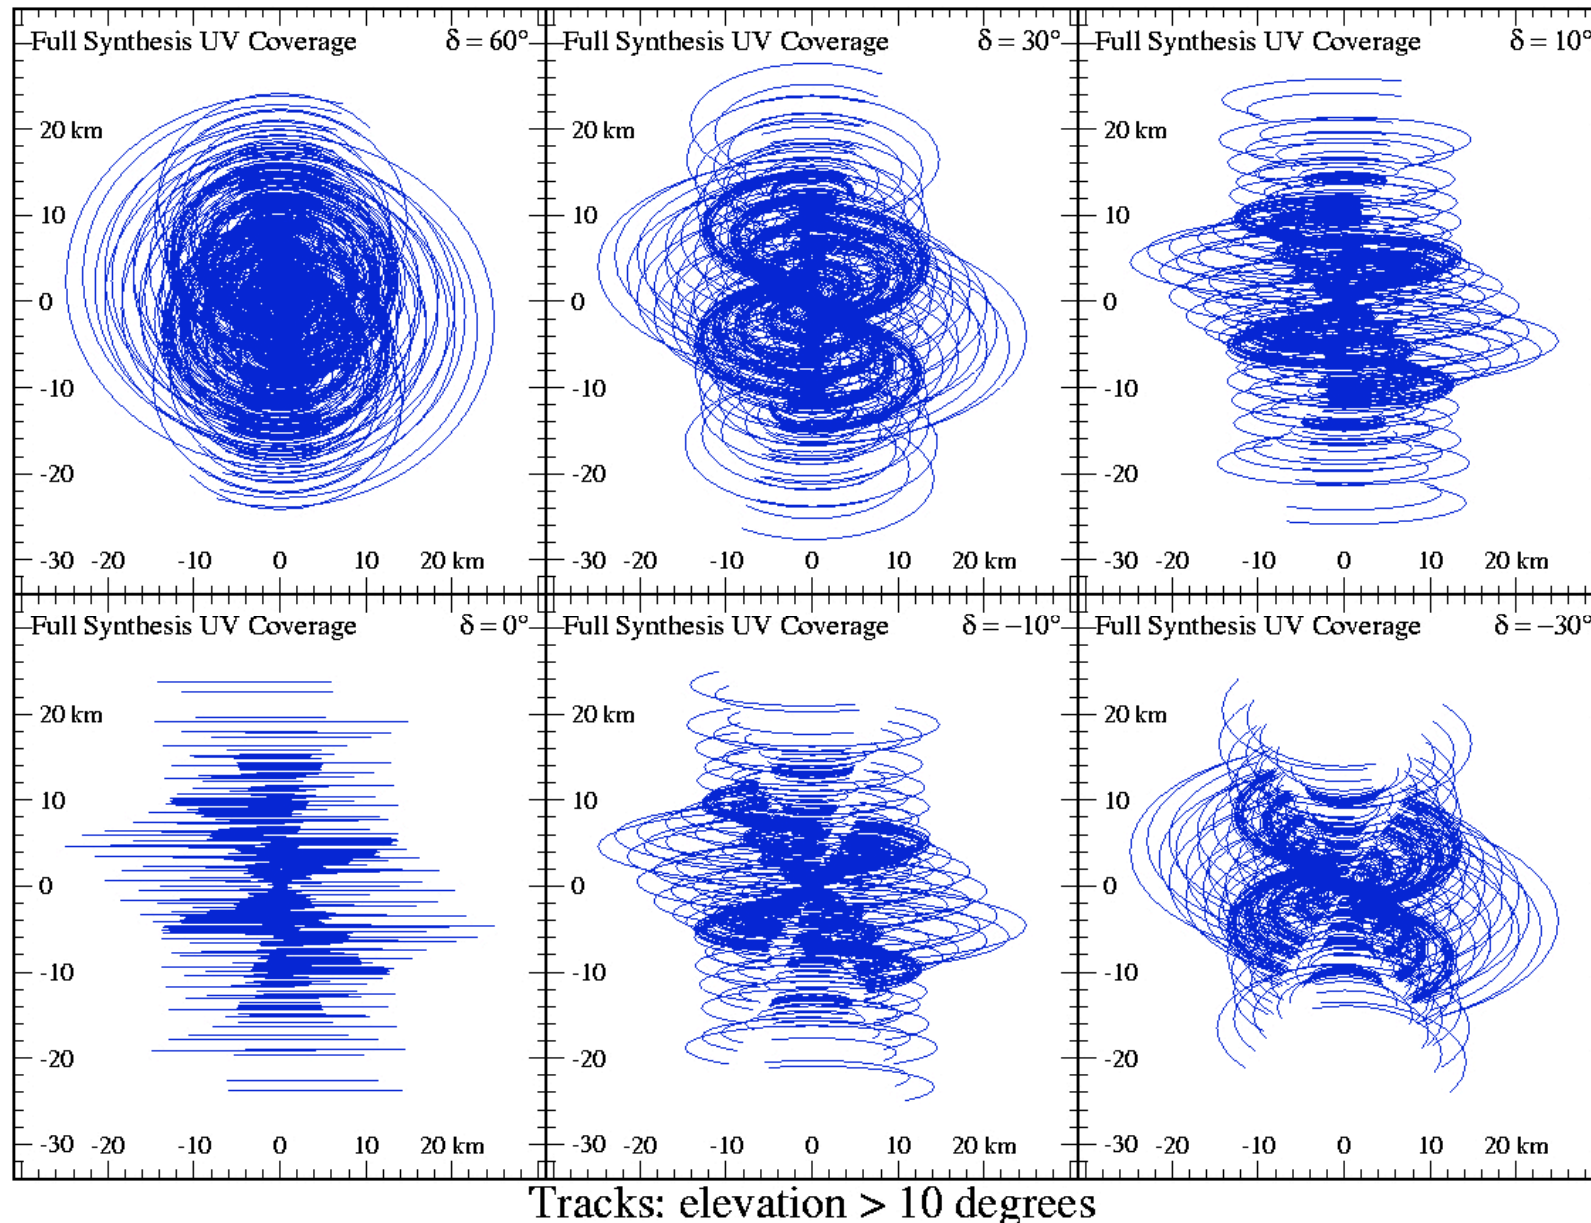 Full Synthesis UV Coverage δ = 60°
20 km
10
0
-10
-20
-30 -20 -10 0 10 20 km
Full Synthesis UV Coverage δ = 30°
20 km
10
0
-10
-20
-30 -20 -10 0 10 20 km
Full Synthesis UV Coverage δ = 10°
20 km
10
0
-10
-20
-30 -20 -10 0 10 20 km
Full Synthesis UV Coverage δ = 0°
20 km
10
0
-10
-20
-30 -20 -10 0 10 20 km
Full Synthesis UV Coverage δ = −10°
20 km
10
0
-10
-20
-30 -20 -10 0 10 20 km
Full Synthesis UV Coverage δ = −30°
20 km
10
0
-10
-20
-30 -20 -10 0 10 20 km
Tracks: elevation > 10 degrees